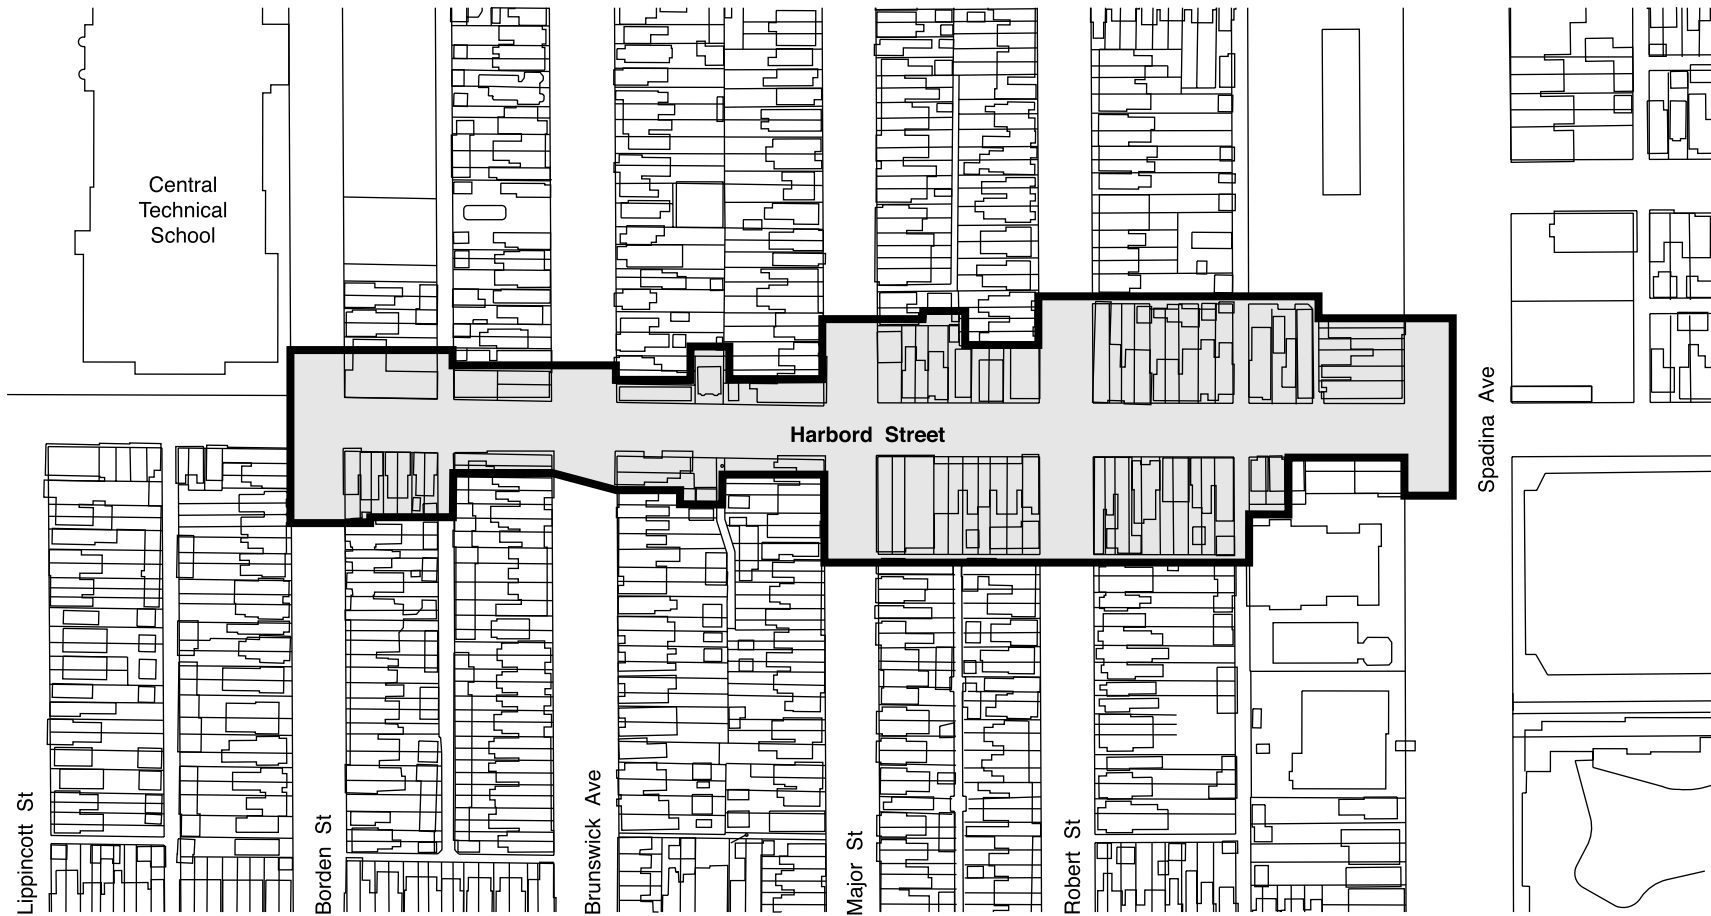 Central
Technical
School
Harbord Street
Spadina Ave
Lippincott St
Borden St
Brunswick Ave
Major St
Robert St